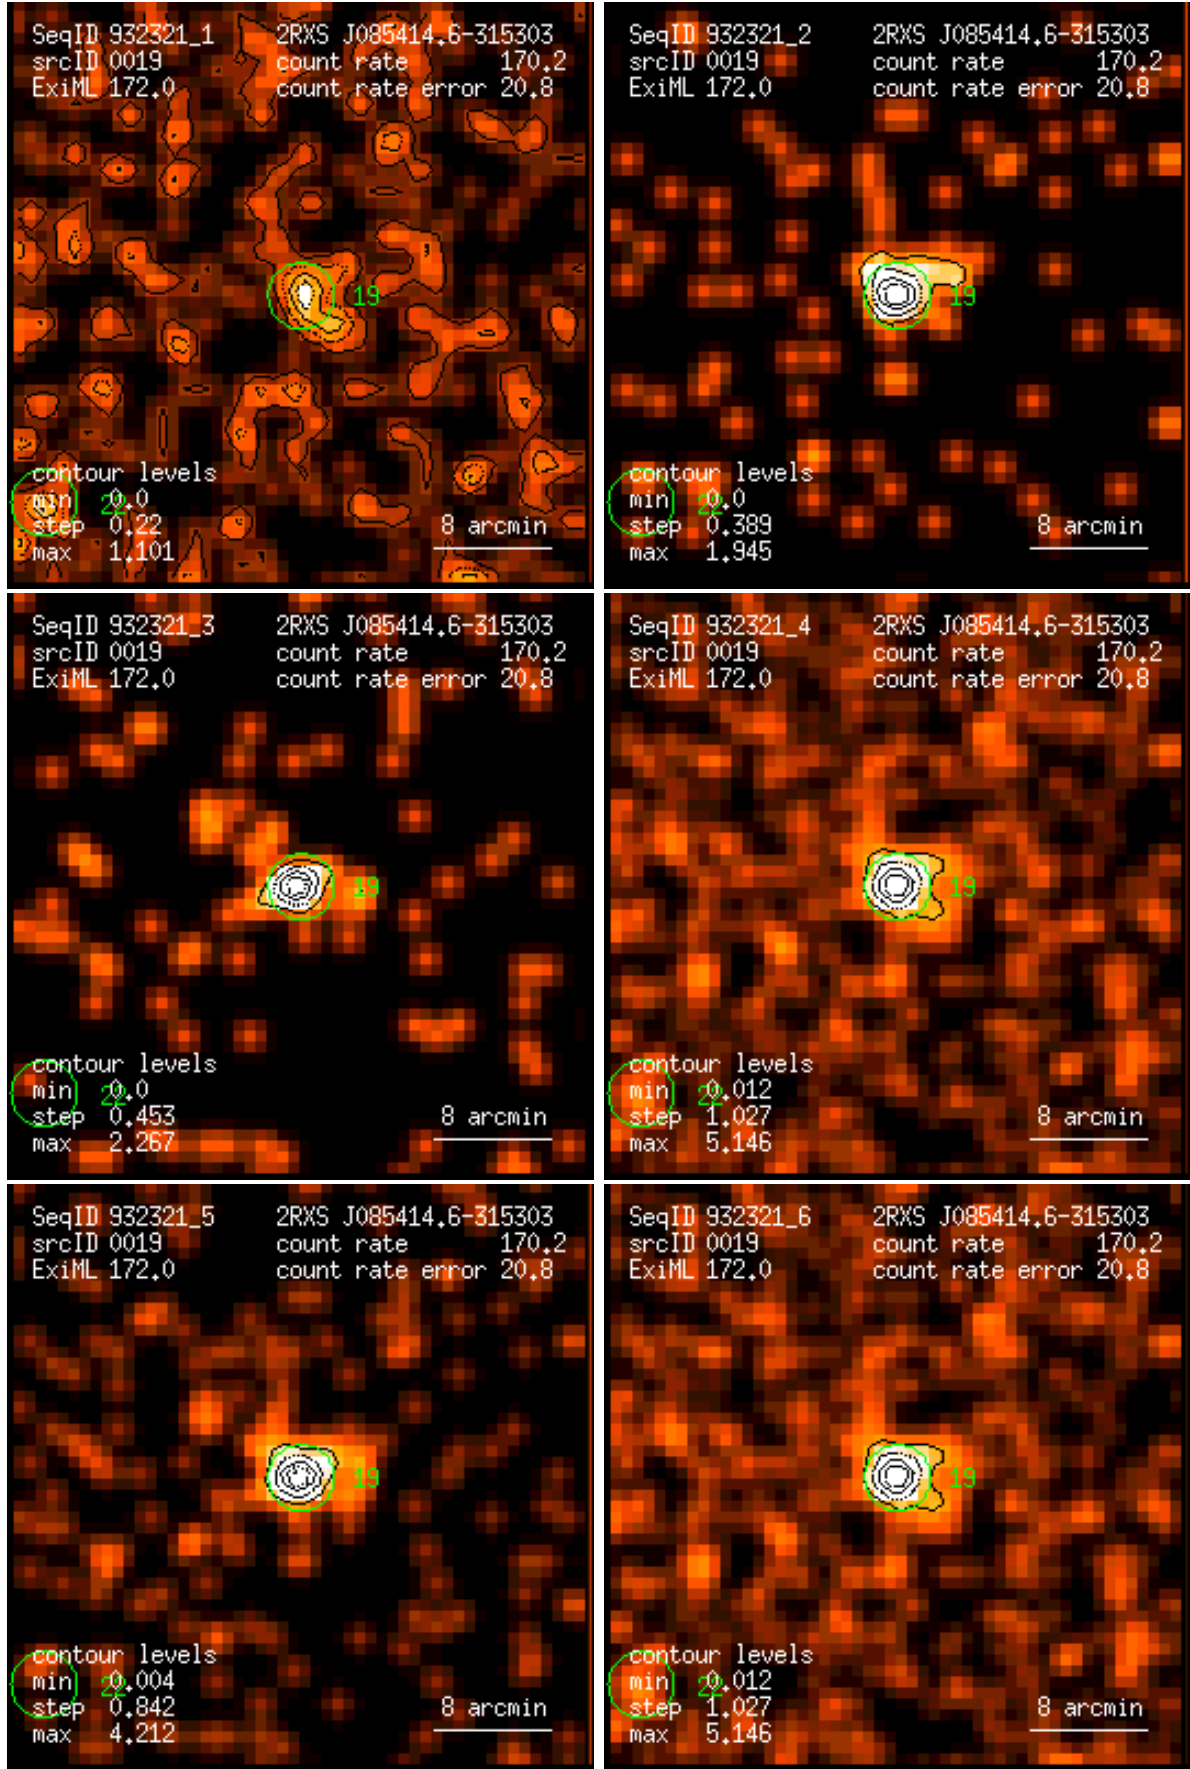 SeqID 932321_1 2RXS J085414.6-315303
srcID 0019 count rate 170.2
ExiML 172.0 count rate error 20.8
19
contour levels
min 0.0 22
step 0.22 8 arcmin
max 1.101
SeqID 932321_2 2RXS J085414.6-315303
srcID 0019 count rate 170.2
ExiML 172.0 count rate error 20.8
19
contour levels
min 0.0 22
step 0.389 8 arcmin
max 1.945
SeqID 932321_3 2RXS J085414.6-315303
srcID 0019 count rate 170.2
ExiML 172.0 count rate error 20.8
19
contour levels
min 0.0 22
step 0.453 8 arcmin
max 2.267
SeqID 932321_4 2RXS J085414.6-315303
srcID 0019 count rate 170.2
ExiML 172.0 count rate error 20.8
19
contour levels
min 0.012 22
step 1.027 8 arcmin
max 5.146
SeqID 932321_5 2RXS J085414.6-315303
srcID 0019 count rate 170.2
ExiML 172.0 count rate error 20.8
19
contour levels
min 0.004 22
step 0.842 8 arcmin
max 4.212
SeqID 932321_6 2RXS J085414.6-315303
srcID 0019 count rate 170.2
ExiML 172.0 count rate error 20.8
19
contour levels
min 0.012 22
step 1.027 8 arcmin
max 5.146